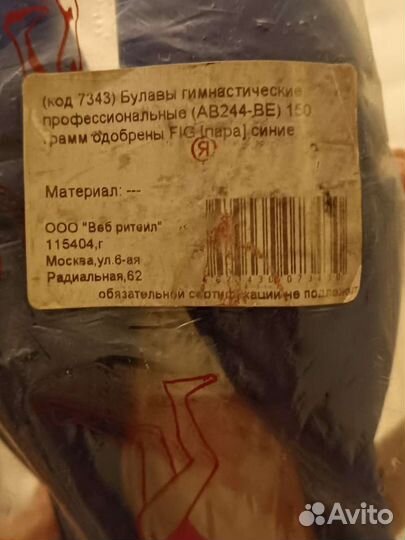 (код 7343) Булавы гимнастические
профессиональные (AB244-BE) 150
грамм одобрены FIG [пара] синие
Я
Материал: ---
ООО "Веб ритейл"
115404,г
Москва,ул.6-ая
Радиальная,62
обязательной сертификации не подлежит
Avito